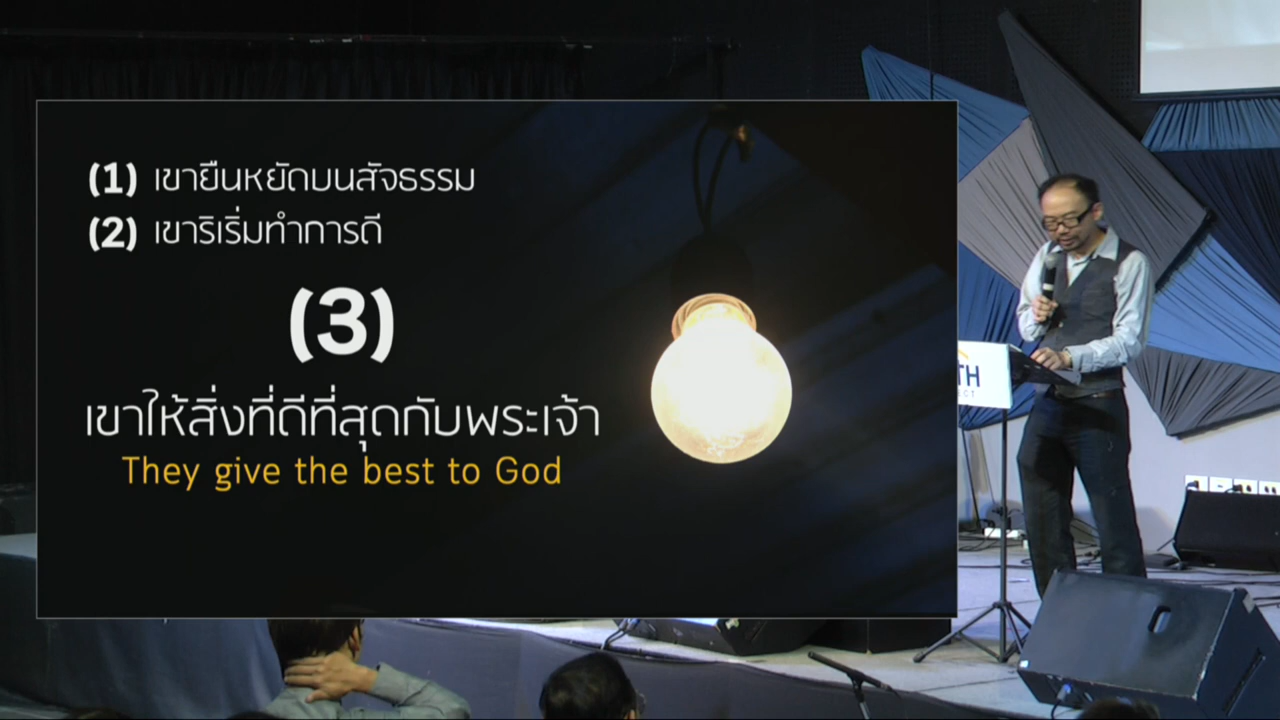 (1) เขายืนหยัดบนสัจธรรม
(2) เขาริเริ่มทำการดี
(3)
เขาให้สิ่งที่ดีที่สุดกับพระเจ้า
They give the best to God
TH
ECT